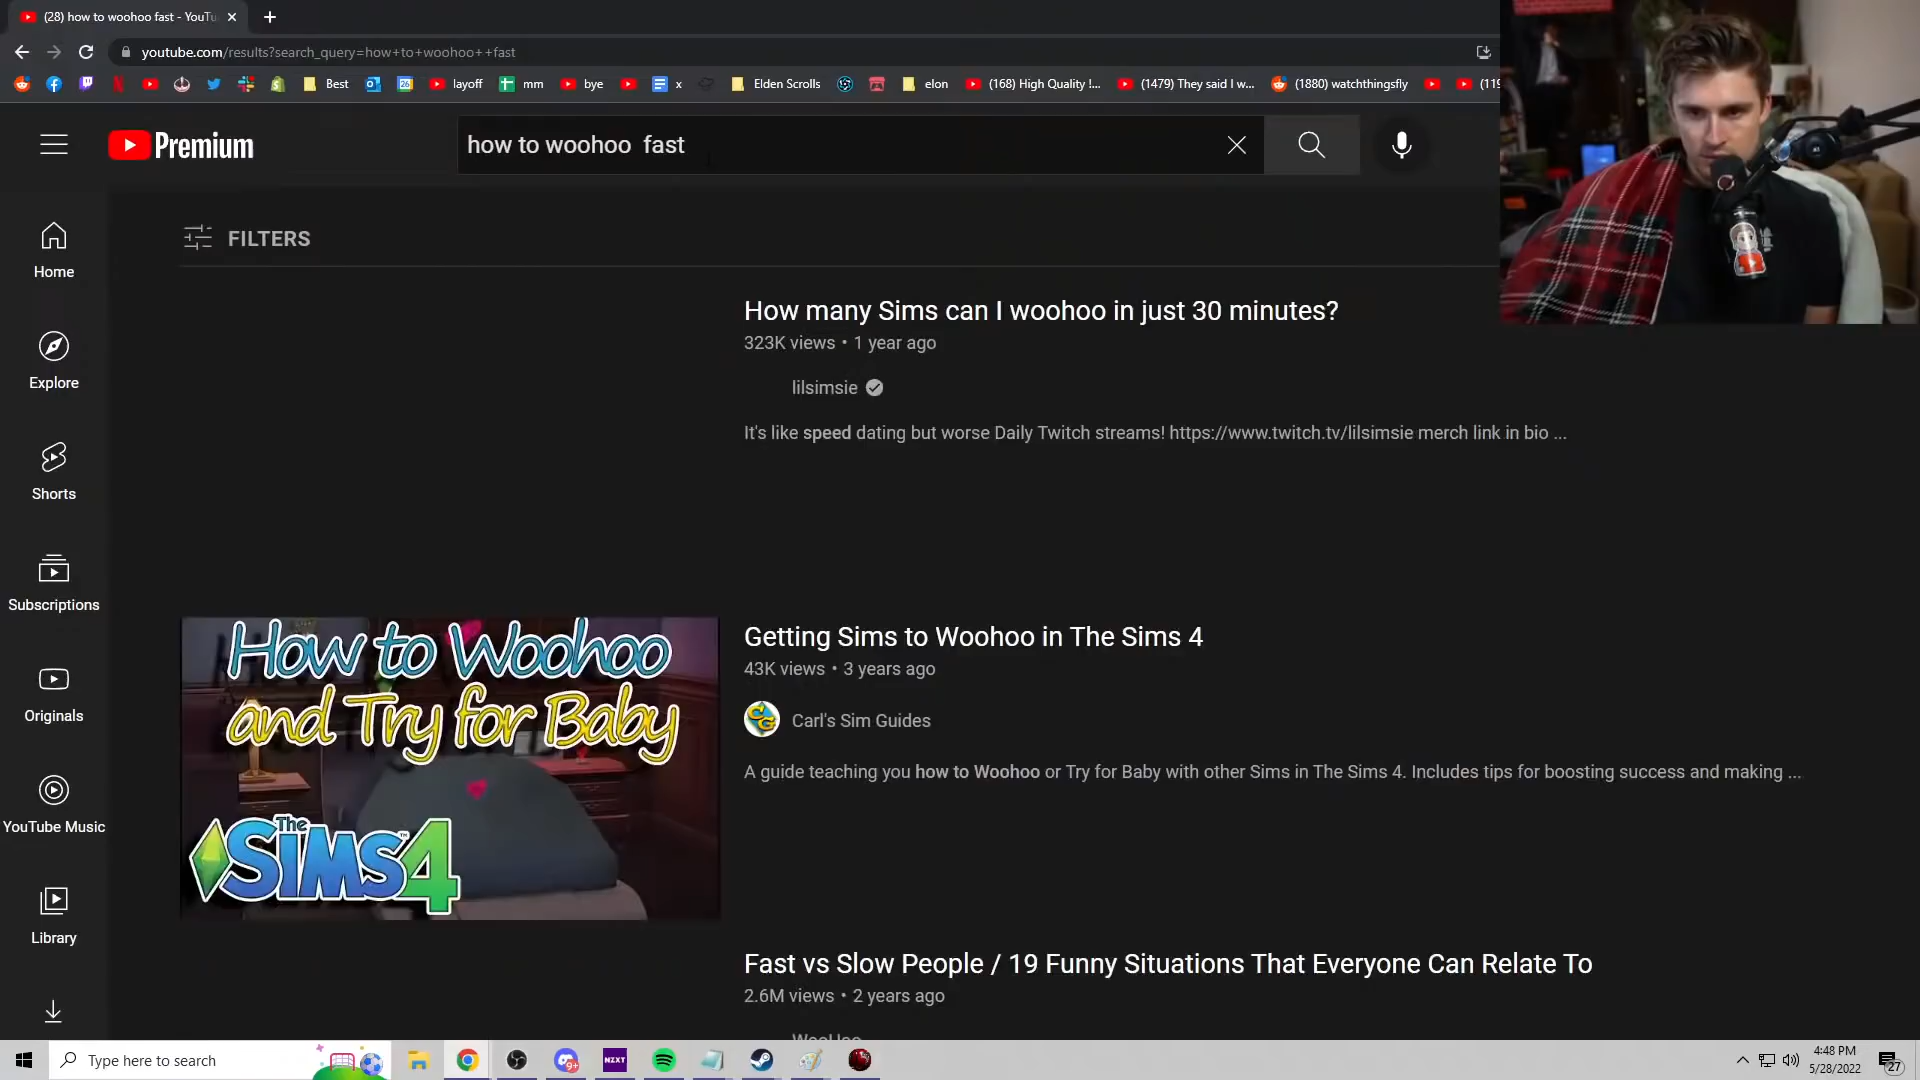 (28) how to woohoo fast - YouTu
youtube.com/results?search_query=how+to+woohoo++fast
Best
26
layoff
mm
bye
x
Elden Scrolls
elon
(168) High Quality !...
(1479) They said I w...
(1880) watchthingsfly
(119
Premium
how to woohoo  fast
FILTERS
Home
Explore
Shorts
Subscriptions
Originals
YouTube Music
Library
How many Sims can I woohoo in just 30 minutes?
323K views • 1 year ago
lilsimsie
It's like speed dating but worse Daily Twitch streams! https://www.twitch.tv/lilsimsie merch link in bio ...
How to Woohoo
and Try for Baby
The
SIMS 4
Getting Sims to Woohoo in The Sims 4
43K views • 3 years ago
CG
Carl's Sim Guides
A guide teaching you how to Woohoo or Try for Baby with other Sims in The Sims 4. Includes tips for boosting success and making ...
Fast vs Slow People / 19 Funny Situations That Everyone Can Relate To
2.6M views • 2 years ago
Type here to search
9+
NZXT
4:48 PM
5/28/2022
27